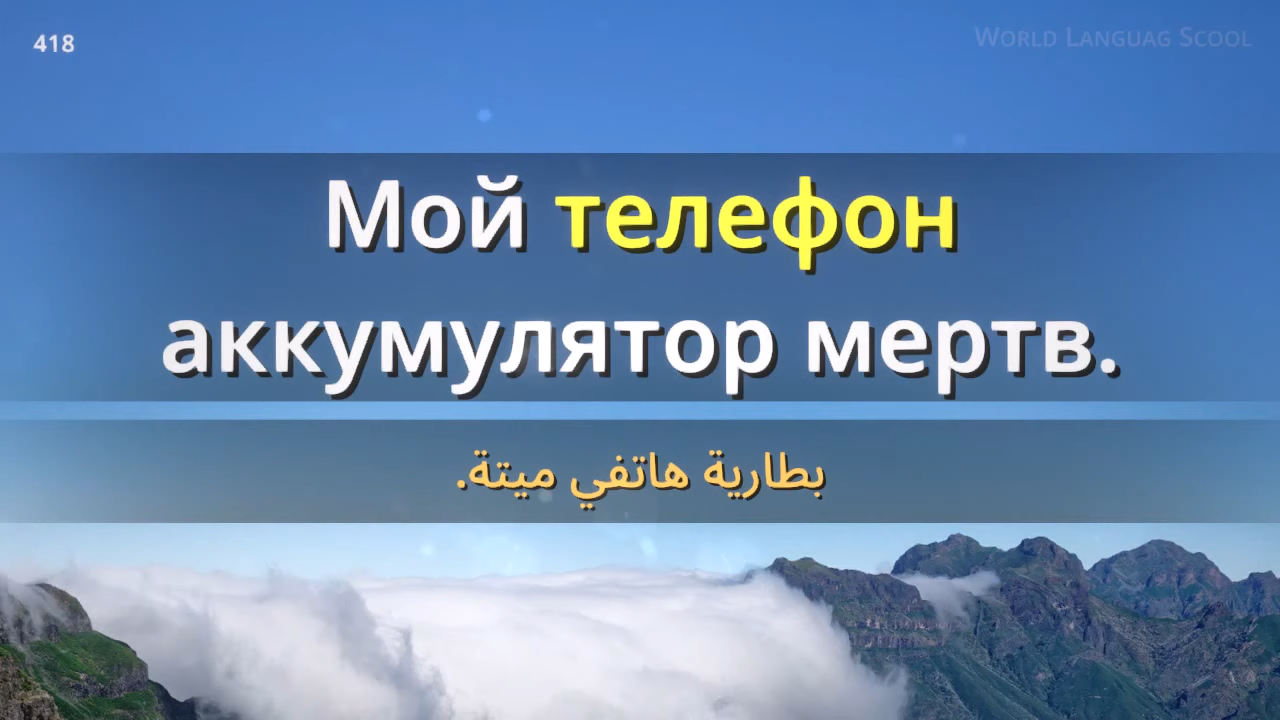 418
World Languag Scool
Мой телефон
аккумулятор мертв.
بطارية هاتفي ميتة.